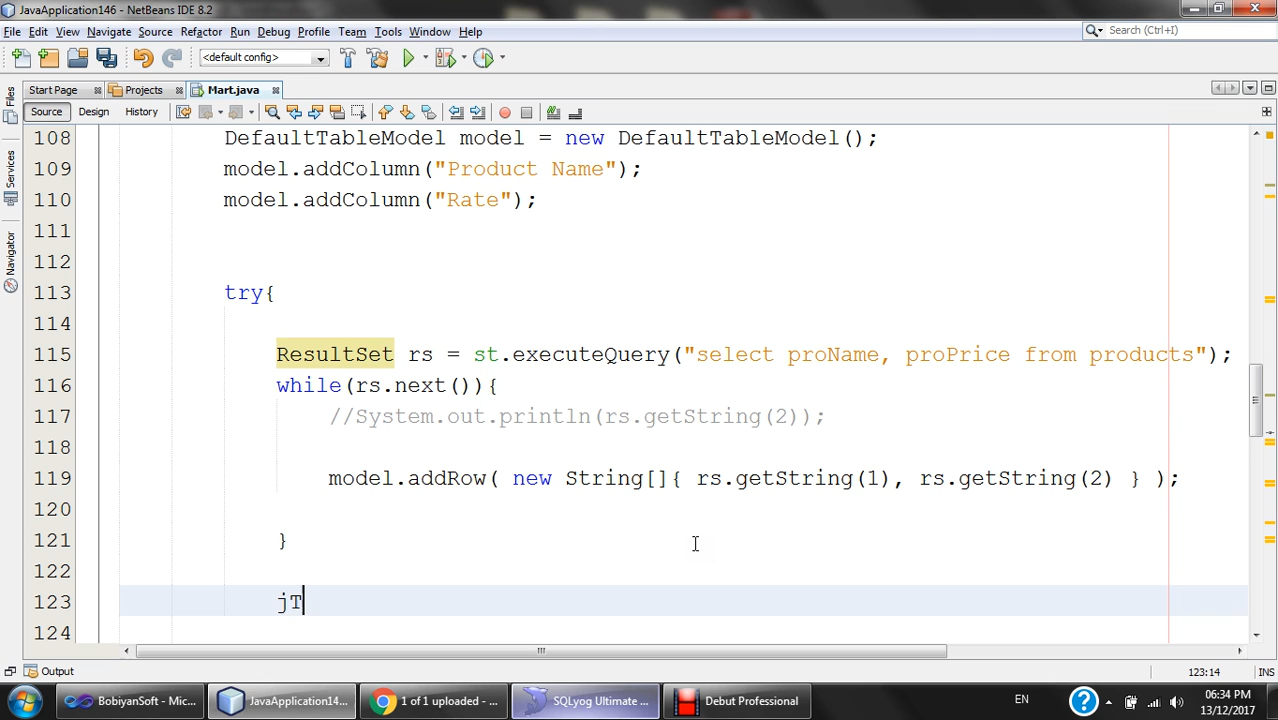 JavaApplication146 - NetBeans IDE 8.2
File Edit View Navigate Source Refactor Run Debug Profile Team Tools Window Help
Search (Ctrl+I)
<default config>
Start Page Projects Mart.java
Source Design History
Files
Services
Navigator
108 DefaultTableModel model = new DefaultTableModel();
109 model.addColumn("Product Name");
110 model.addColumn("Rate");
111
112
113 try{
114
115 ResultSet rs = st.executeQuery("select proName, proPrice from products");
116 while(rs.next()){
117 //System.out.println(rs.getString(2));
118
119 model.addRow( new String[]{ rs.getString(1), rs.getString(2) } );
120
121 }
122
123 jT
124
Output
123:14 INS
BobiyanSoft - Mic... JavaApplication14... 1 of 1 uploaded - ... SQLyog Ultimate ... Debut Professional
EN
06:34 PM
13/12/2017